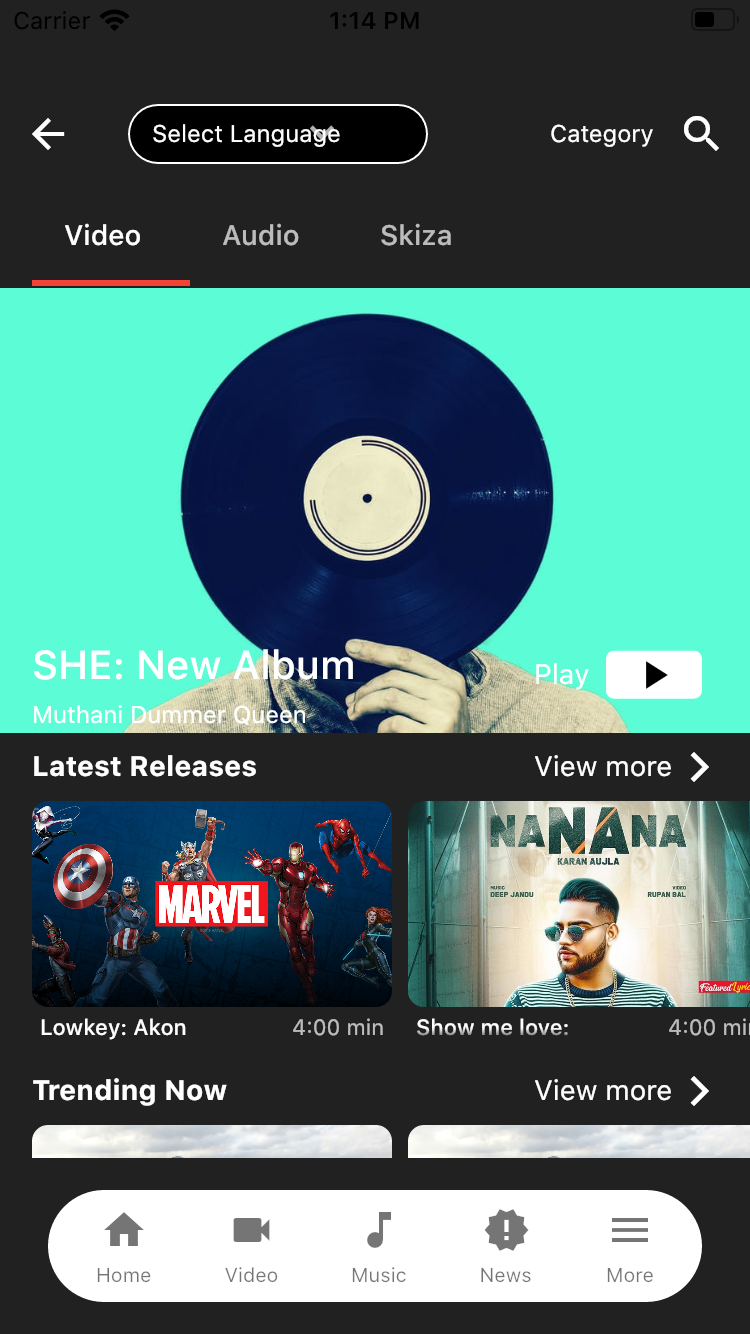 Carrier 1:14 PM
Select Language Category
Video Audio Skiza
SHE: New Album
Play
Muthani Dummer Queen
Latest Releases View more
MARVEL
NANANA
KARAN AUJLA
MUSIC
DEEP JANDU
VIDEO
RUPAN BAL
Lowkey: Akon 4:00 min
Show me love: 4:00 mi
Trending Now View more
Home Video Music News More